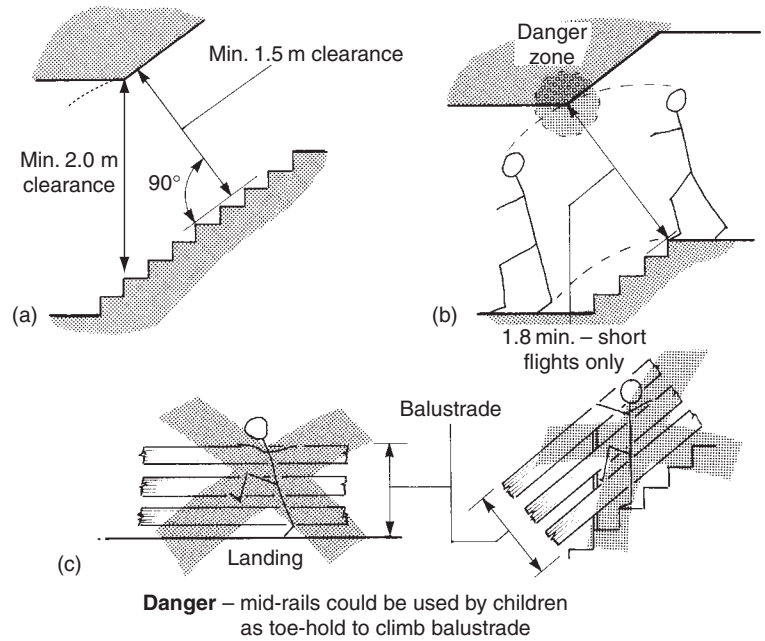 Min. 1.5 m clearance
Min. 2.0 m
clearance
90°
(a)
Danger
zone
(b)
1.8 min. – short
flights only
Balustrade
Landing
(c)
Danger – mid-rails could be used by children
as toe-hold to climb balustrade